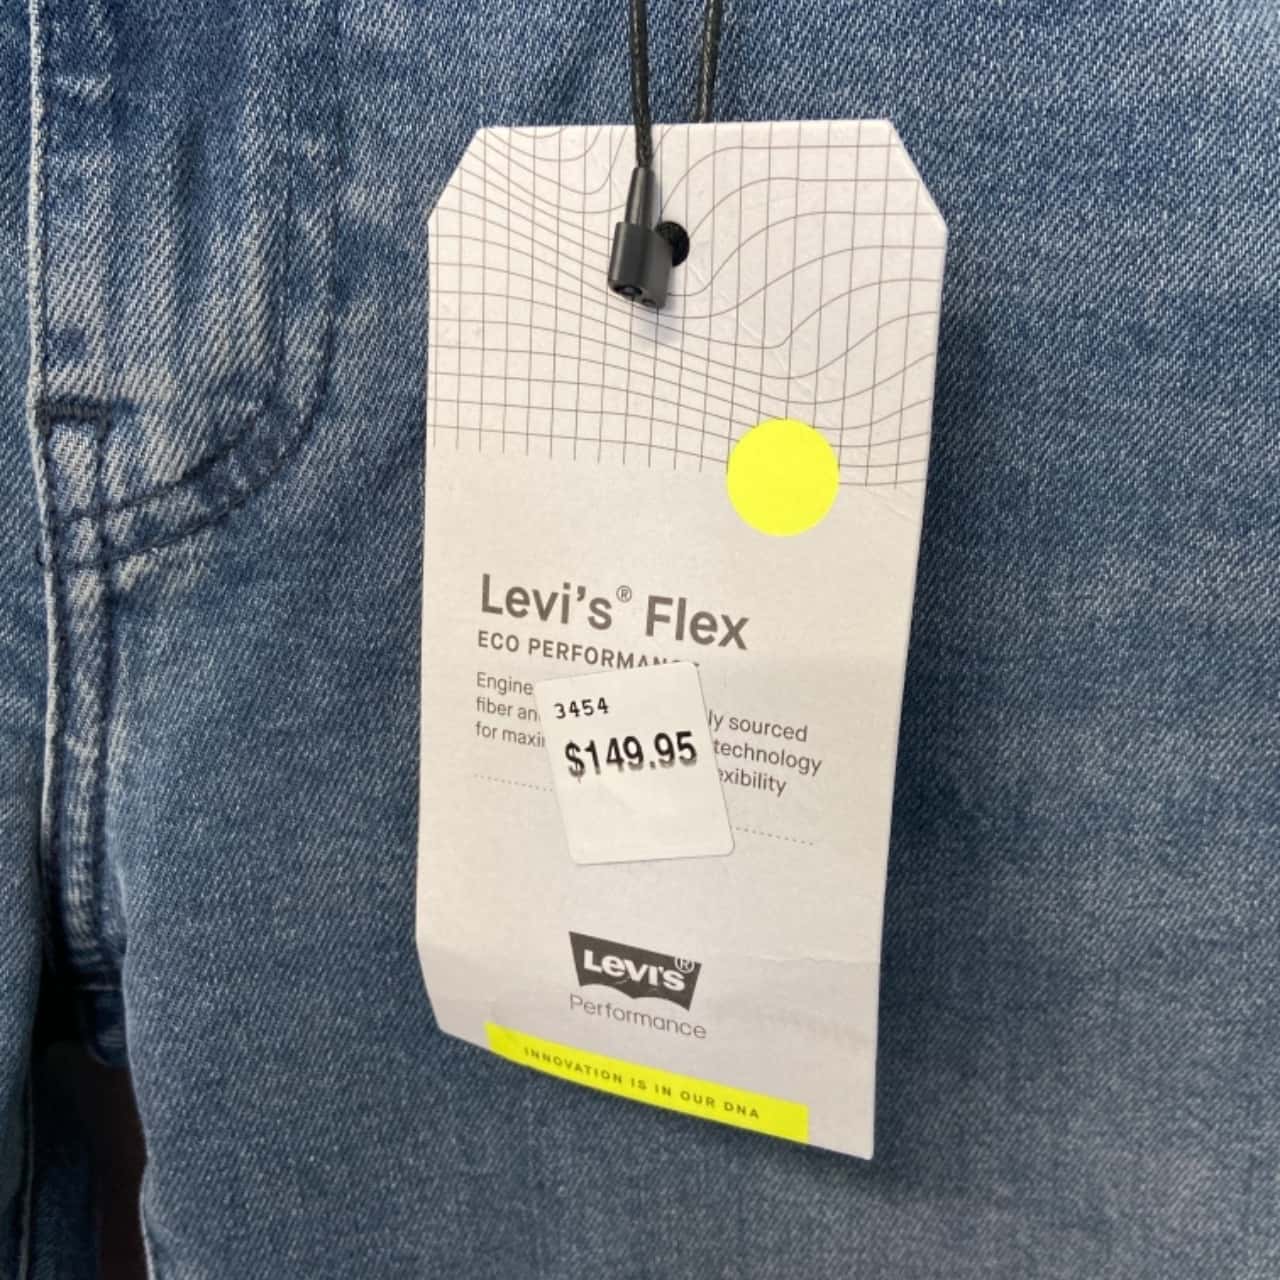 Levi's® Flex
ECO PERFORMAN
Engine
fiber an ly sourced
for maxi technology
exibility
3454
$149.95
Levi's®
Performance
INNOVATION IS IN OUR DNA